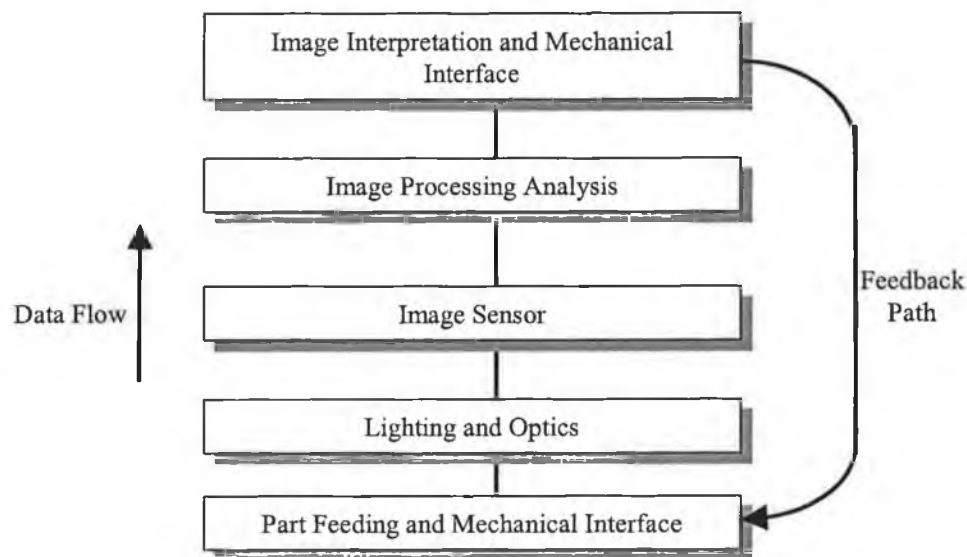 Image Interpretation and Mechanical
Interface
Image Processing Analysis
Data Flow
Image Sensor
Feedback
Path
Lighting and Optics
Part Feeding and Mechanical Interface